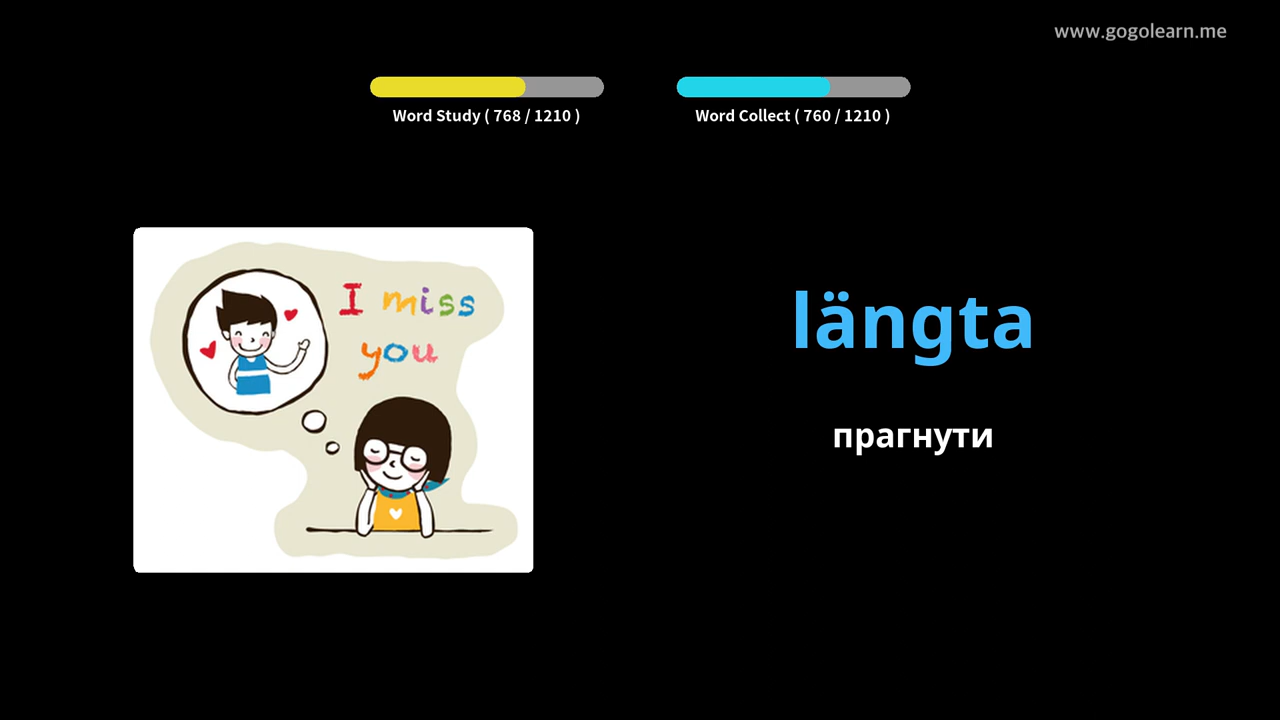 www.gogolearn.me
Word Study ( 768 / 1210 )
Word Collect ( 760 / 1210 )
I miss
you
längta
прагнути